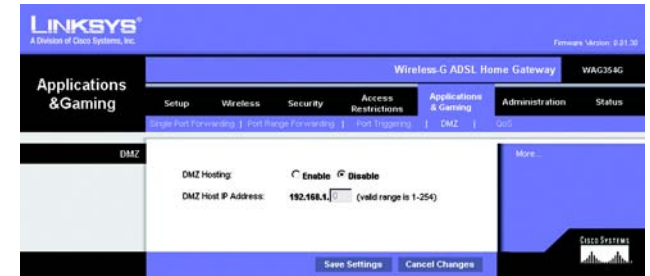 LINKSYS®
A Division of Cisco Systems, Inc.
Firmware Version: 0.01.30
Applications
&Gaming
Wireless-G ADSL Home Gateway
WAG354G
Setup
Wireless
Security
Access
Restrictions
Applications
& Gaming
Administration
Status
Single Port Forwarding | Port Range Forwarding | Port Triggering | DMZ | QoS
DMZ
DMZ Hosting: Enable Disable
DMZ Host IP Address: 192.168.1. 0 (valid range is 1-254)
More...
Save Settings
Cancel Changes
CISCO SYSTEMS